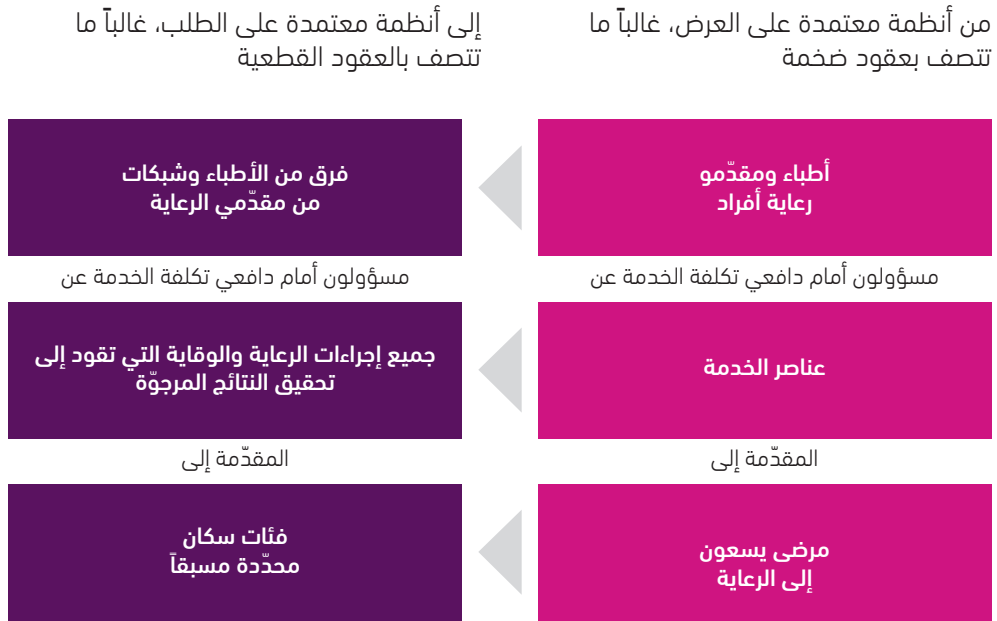 من أنظمة معتمدة على العرض، غالباً ما
تتصف بعقود ضخمة
إلى أنظمة معتمدة على الطلب، غالباً ما
تتصف بالعقود القطعية
أطباء ومقدّمو
رعاية أفراد
فرق من الأطباء وشبكات
من مقدّمي الرعاية
مسؤولون أمام دافعي تكلفة الخدمة عن
مسؤولون أمام دافعي تكلفة الخدمة عن
عناصر الخدمة
جميع إجراءات الرعاية والوقاية التي تقود إلى
تحقيق النتائج المرجوّة
المقدّمة إلى
المقدّمة إلى
مرضى يسعون
إلى الرعاية
فئات سكان
محدّدة مسبقاً